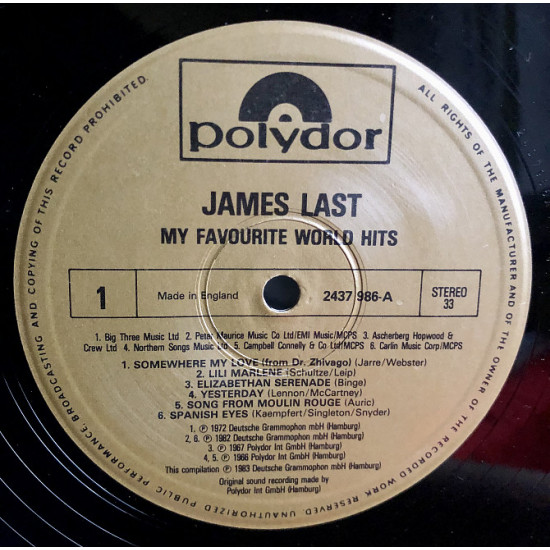 polydor
JAMES LAST
MY FAVOURITE WORLD HITS
1 Made in England 2437 986-A STEREO 33
1. Big Three Music Ltd 2. Peter Maurice Music Co Ltd/EMI Music/MCPS 3. Ascherberg Hopwood &
Crew Ltd 4. Northern Songs Music Ltd. 5. Campbell Connelly & Co Ltd/MCPS 6. Carlin Music Corp/MCPS
1. SOMEWHERE MY LOVE (from Dr. Zhivago) (Jarre/Webster)
2. LILI MARLENE (Schultze/Leip)
3. ELIZABETHAN SERENADE (Binge)
4. YESTERDAY (Lennon/McCartney)
5. SONG FROM MOULIN ROUGE (Auric)
6. SPANISH EYES (Kaempfert/Singleton/Snyder)
1. ℗ 1972 Deutsche Grammophon mbH (Hamburg)
2, 6. ℗ 1982 Deutsche Grammophon mbH (Hamburg)
3. ℗ 1967 Polydor Int GmbH (Hamburg)
4, 5. ℗ 1966 Polydor Int GmbH (Hamburg)
This compilation ℗ 1983 Deutsche Grammophon mbH (Hamburg)
Original sound recording made by
Polydor Int GmbH (Hamburg)
ALL RIGHTS OF THE MANUFACTURER AND OF THE OWNER OF THE RECORDED WORK RESERVED. UNAUTHORIZED PUBLIC PERFORMANCE BROADCASTING AND COPYING OF THIS RECORD PROHIBITED.